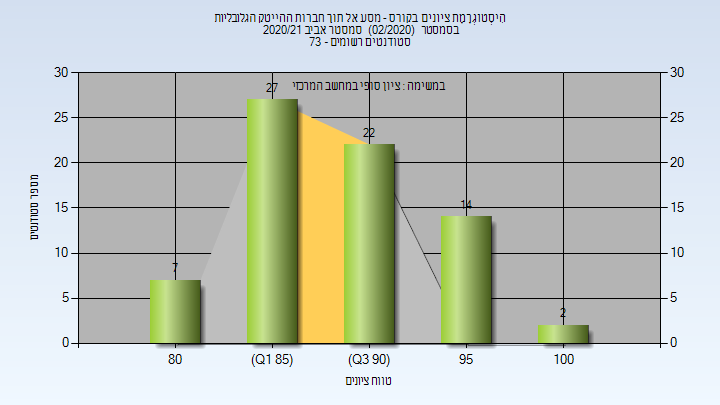 היסטוגרמת ציונים בקורס - מסע אל תוך חברות ההייטק הגלובליות
בסמסטר (02/2020) סמסטר אביב 2020/21
סטודנטים רשומים - 73
במשימה : ציון סופי במחשב המרכזי
מספר סטודנטים
30 30
25 25
20 20
15 15
10 10
5 5
0 0
7 27 22 14 2
80 (Q1 85) (Q3 90) 95 100
טווח ציונים